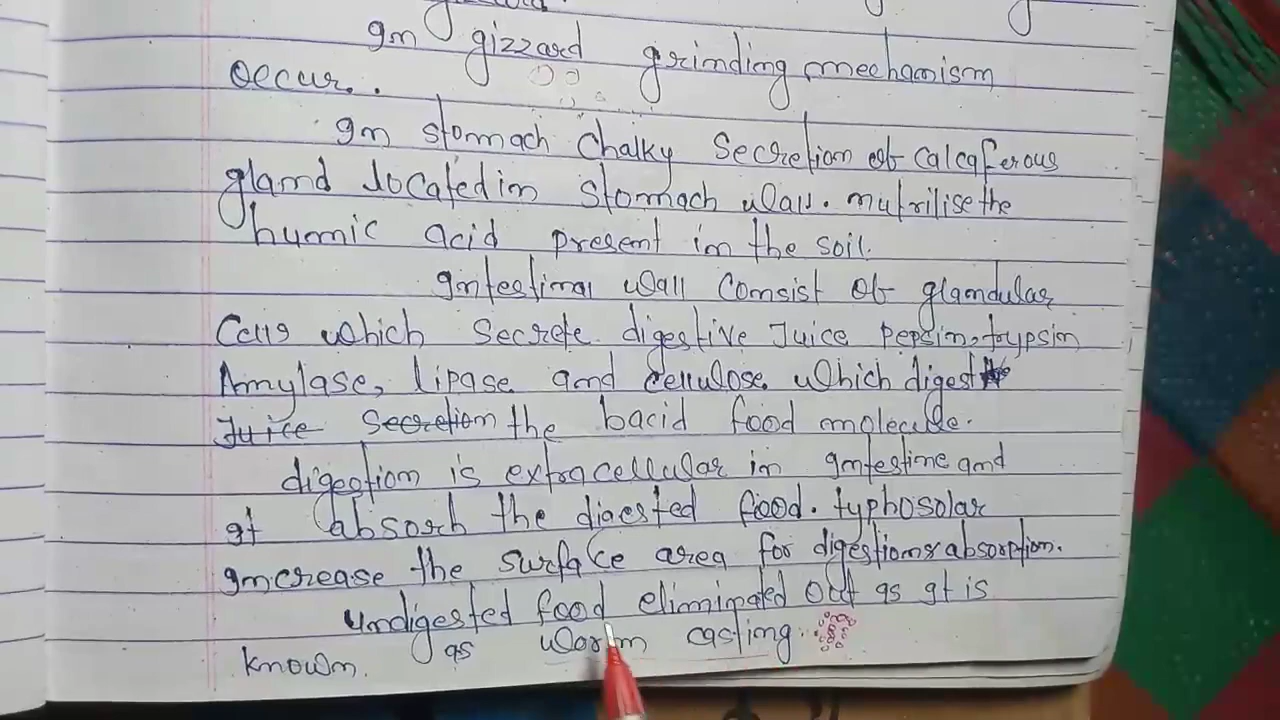 In gizzard grinding mechanism
occur..
In stomach chalky secretion of calcaferous
gland located in stomach wall. nutrilise the
humic acid present in the soil.
Intestinal wall consist of glandular
cells which secrete digestive Juice pepsin, trypsin
Amylase, lipase and cellulose which digest
Juice secretion the bacid food molecule.
digestion is extracellular in Intestine and
It absorb the digested food. typhosolar
Increase the surface area for digestion & absorption.
undigested food eliminated out as It is
known as worm casting.